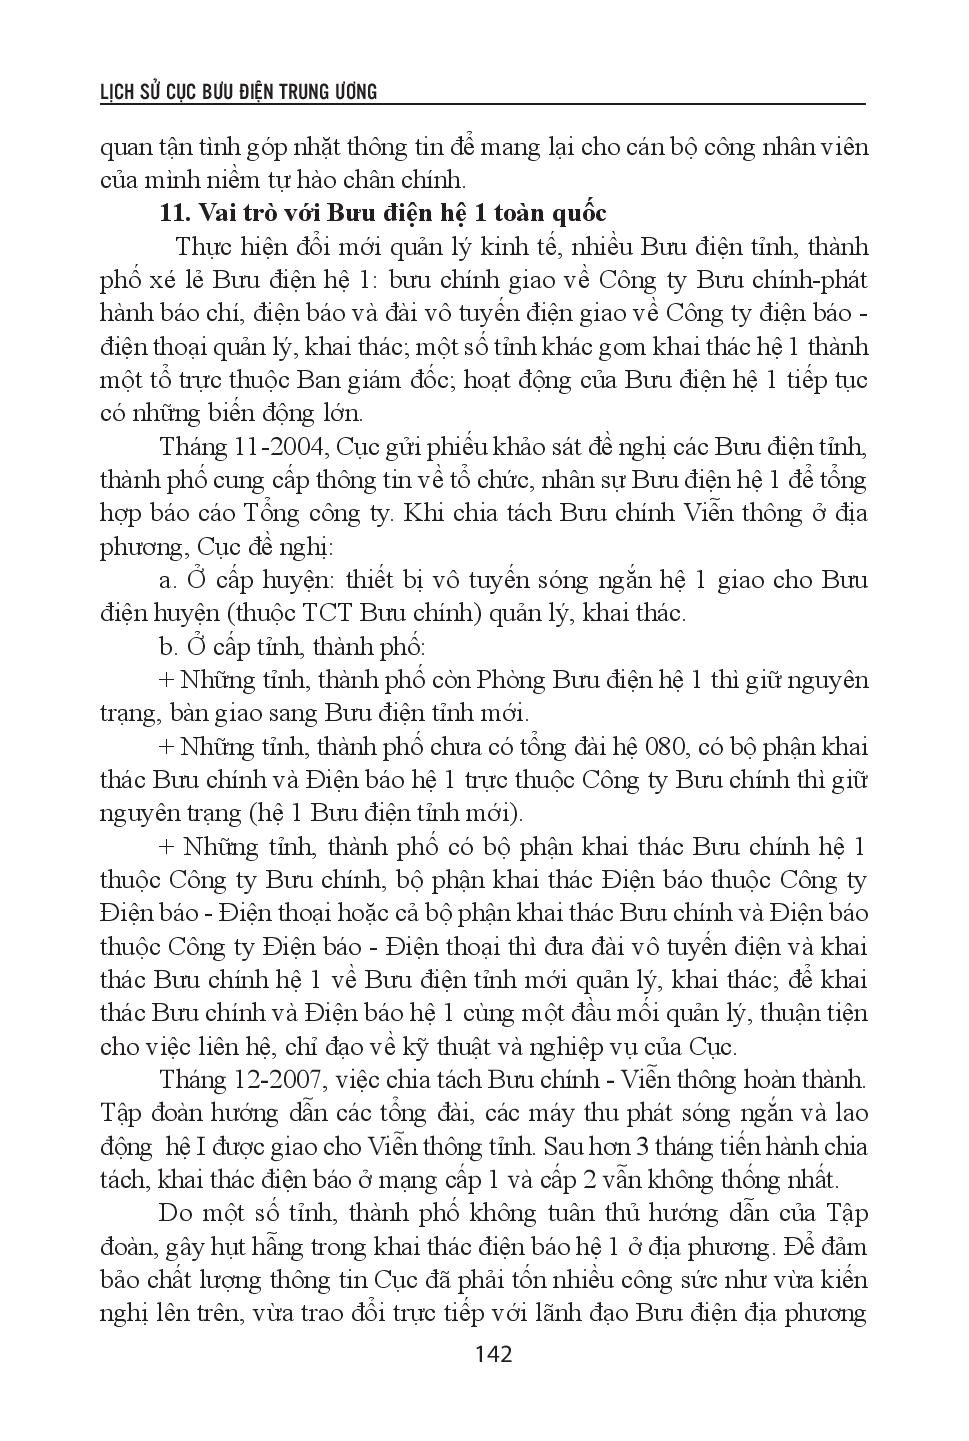 LỊCH SỬ CỤC BƯU ĐIỆN TRUNG ƯƠNG
quan tận tình góp nhặt thông tin để mang lại cho cán bộ công nhân viên
của mình niềm tự hào chân chính.
11. Vai trò với Bưu điện hệ 1 toàn quốc
Thực hiện đổi mới quản lý kinh tế, nhiều Bưu điện tỉnh, thành
phố xé lẻ Bưu điện hệ 1: bưu chính giao về Công ty Bưu chính-phát
hành báo chí, điện báo và đài vô tuyến điện giao về Công ty điện báo -
điện thoại quản lý, khai thác; một số tỉnh khác gom khai thác hệ 1 thành
một tổ trực thuộc Ban giám đốc; hoạt động của Bưu điện hệ 1 tiếp tục
có những biến động lớn.
Tháng 11-2004, Cục gửi phiếu khảo sát đề nghị các Bưu điện tỉnh,
thành phố cung cấp thông tin về tổ chức, nhân sự Bưu điện hệ 1 để tổng
hợp báo cáo Tổng công ty. Khi chia tách Bưu chính Viễn thông ở địa
phương, Cục đề nghị:
a. Ở cấp huyện: thiết bị vô tuyến sóng ngắn hệ 1 giao cho Bưu
điện huyện (thuộc TCT Bưu chính) quản lý, khai thác.
b. Ở cấp tỉnh, thành phố:
+ Những tỉnh, thành phố còn Phòng Bưu điện hệ 1 thì giữ nguyên
trạng, bàn giao sang Bưu điện tỉnh mới.
+ Những tỉnh, thành phố chưa có tổng đài hệ 080, có bộ phận khai
thác Bưu chính và Điện báo hệ 1 trực thuộc Công ty Bưu chính thì giữ
nguyên trạng (hệ 1 Bưu điện tỉnh mới).
+ Những tỉnh, thành phố có bộ phận khai thác Bưu chính hệ 1
thuộc Công ty Bưu chính, bộ phận khai thác Điện báo thuộc Công ty
Điện báo - Điện thoại hoặc cả bộ phận khai thác Bưu chính và Điện báo
thuộc Công ty Điện báo - Điện thoại thì đưa đài vô tuyến điện và khai
thác Bưu chính hệ 1 về Bưu điện tỉnh mới quản lý, khai thác; để khai
thác Bưu chính và Điện báo hệ 1 cùng một đầu mối quản lý, thuận tiện
cho việc liên hệ, chỉ đạo về kỹ thuật và nghiệp vụ của Cục.
Tháng 12-2007, việc chia tách Bưu chính - Viễn thông hoàn thành.
Tập đoàn hướng dẫn các tổng đài, các máy thu phát sóng ngắn và lao
động hệ I được giao cho Viễn thông tỉnh. Sau hơn 3 tháng tiến hành chia
tách, khai thác điện báo ở mạng cấp 1 và cấp 2 vẫn không thống nhất.
Do một số tỉnh, thành phố không tuân thủ hướng dẫn của Tập
đoàn, gây hụt hẫng trong khai thác điện báo hệ 1 ở địa phương. Để đảm
bảo chất lượng thông tin Cục đã phải tốn nhiều công sức như vừa kiến
nghị lên trên, vừa trao đổi trực tiếp với lãnh đạo Bưu điện địa phương
142